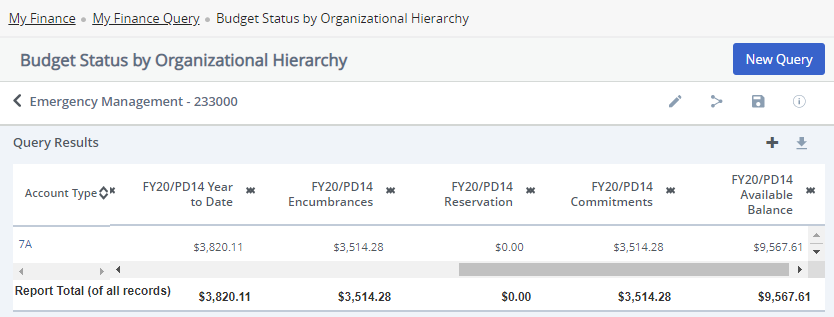 My Finance • My Finance Query • Budget Status by Organizational Hierarchy
Budget Status by Organizational Hierarchy
New Query
Emergency Management - 233000
Query Results
Account Type
FY20/PD14 Year to Date
FY20/PD14 Encumbrances
FY20/PD14 Reservation
FY20/PD14 Commitments
FY20/PD14 Available Balance
7A $3,820.11 $3,514.28 $0.00 $3,514.28 $9,567.61
Report Total (of all records) $3,820.11 $3,514.28 $0.00 $3,514.28 $9,567.61